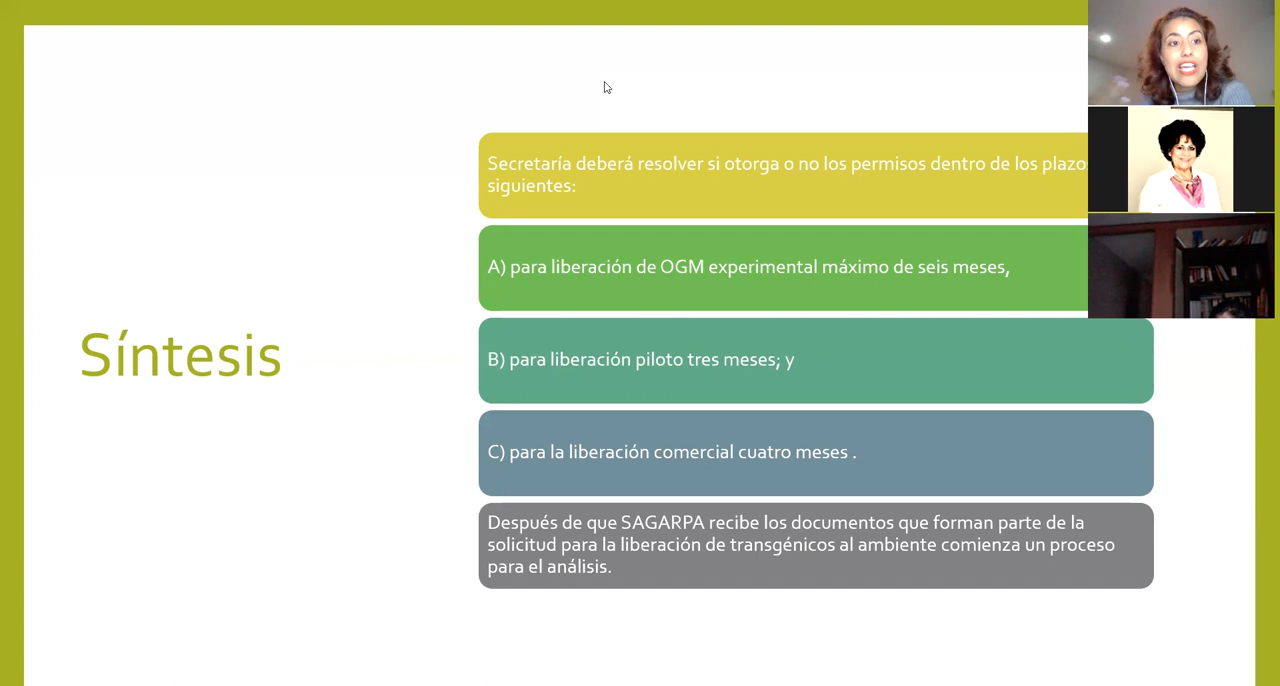 Síntesis
Secretaría deberá resolver si otorga o no los permisos dentro de los plazo
siguientes:
A) para liberación de OGM experimental máximo de seis meses,
B) para liberación piloto tres meses; y
C) para la liberación comercial cuatro meses .
Después de que SAGARPA recibe los documentos que forman parte de la
solicitud para la liberación de transgénicos al ambiente comienza un proceso
para el análisis.